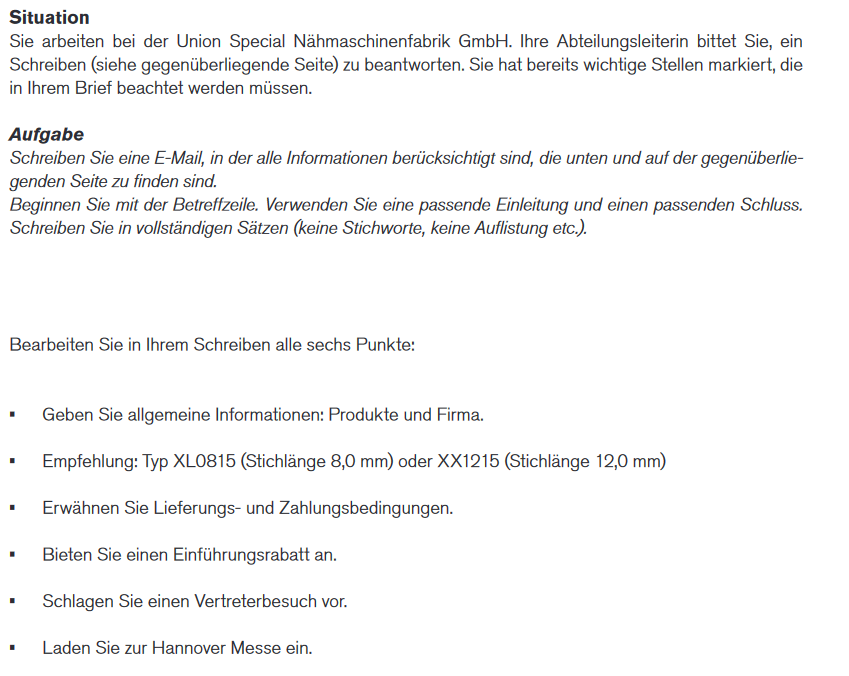 Situation
Sie arbeiten bei der Union Special Nähmaschinenfabrik GmbH. Ihre Abteilungsleiterin bittet Sie, ein
Schreiben (siehe gegenüberliegende Seite) zu beantworten. Sie hat bereits wichtige Stellen markiert, die
in Ihrem Brief beachtet werden müssen.
Aufgabe
Schreiben Sie eine E-Mail, in der alle Informationen berücksichtigt sind, die unten und auf der gegenüberlie-
genden Seite zu finden sind.
Beginnen Sie mit der Betreffzeile. Verwenden Sie eine passende Einleitung und einen passenden Schluss.
Schreiben Sie in vollständigen Sätzen (keine Stichworte, keine Auflistung etc.).
Bearbeiten Sie in Ihrem Schreiben alle sechs Punkte:
▪ Geben Sie allgemeine Informationen: Produkte und Firma.
▪ Empfehlung: Typ XL0815 (Stichlänge 8,0 mm) oder XX1215 (Stichlänge 12,0 mm)
▪ Erwähnen Sie Lieferungs- und Zahlungsbedingungen.
▪ Bieten Sie einen Einführungsrabatt an.
▪ Schlagen Sie einen Vertreterbesuch vor.
▪ Laden Sie zur Hannover Messe ein.